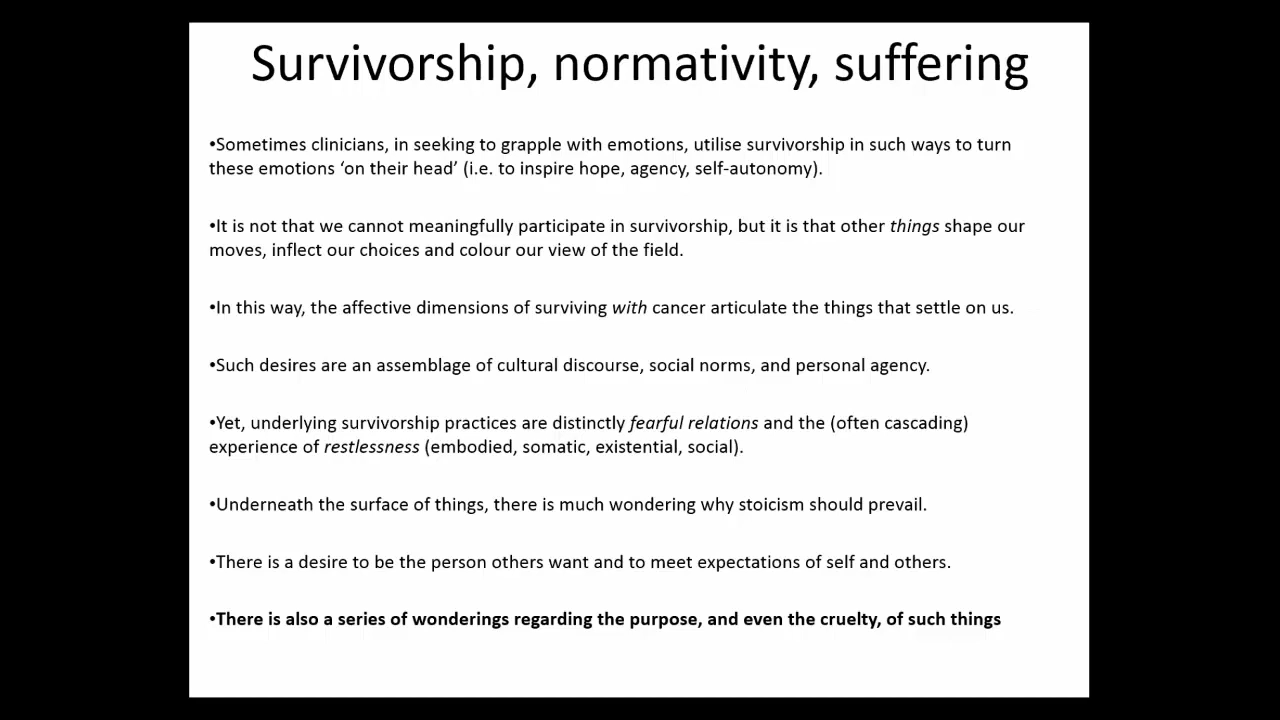 Survivorship, normativity, suffering
•Sometimes clinicians, in seeking to grapple with emotions, utilise survivorship in such ways to turn
these emotions ‘on their head’ (i.e. to inspire hope, agency, self-autonomy).
•It is not that we cannot meaningfully participate in survivorship, but it is that other things shape our
moves, inflect our choices and colour our view of the field.
•In this way, the affective dimensions of surviving with cancer articulate the things that settle on us.
•Such desires are an assemblage of cultural discourse, social norms, and personal agency.
•Yet, underlying survivorship practices are distinctly fearful relations and the (often cascading)
experience of restlessness (embodied, somatic, existential, social).
•Underneath the surface of things, there is much wondering why stoicism should prevail.
•There is a desire to be the person others want and to meet expectations of self and others.
•There is also a series of wonderings regarding the purpose, and even the cruelty, of such things